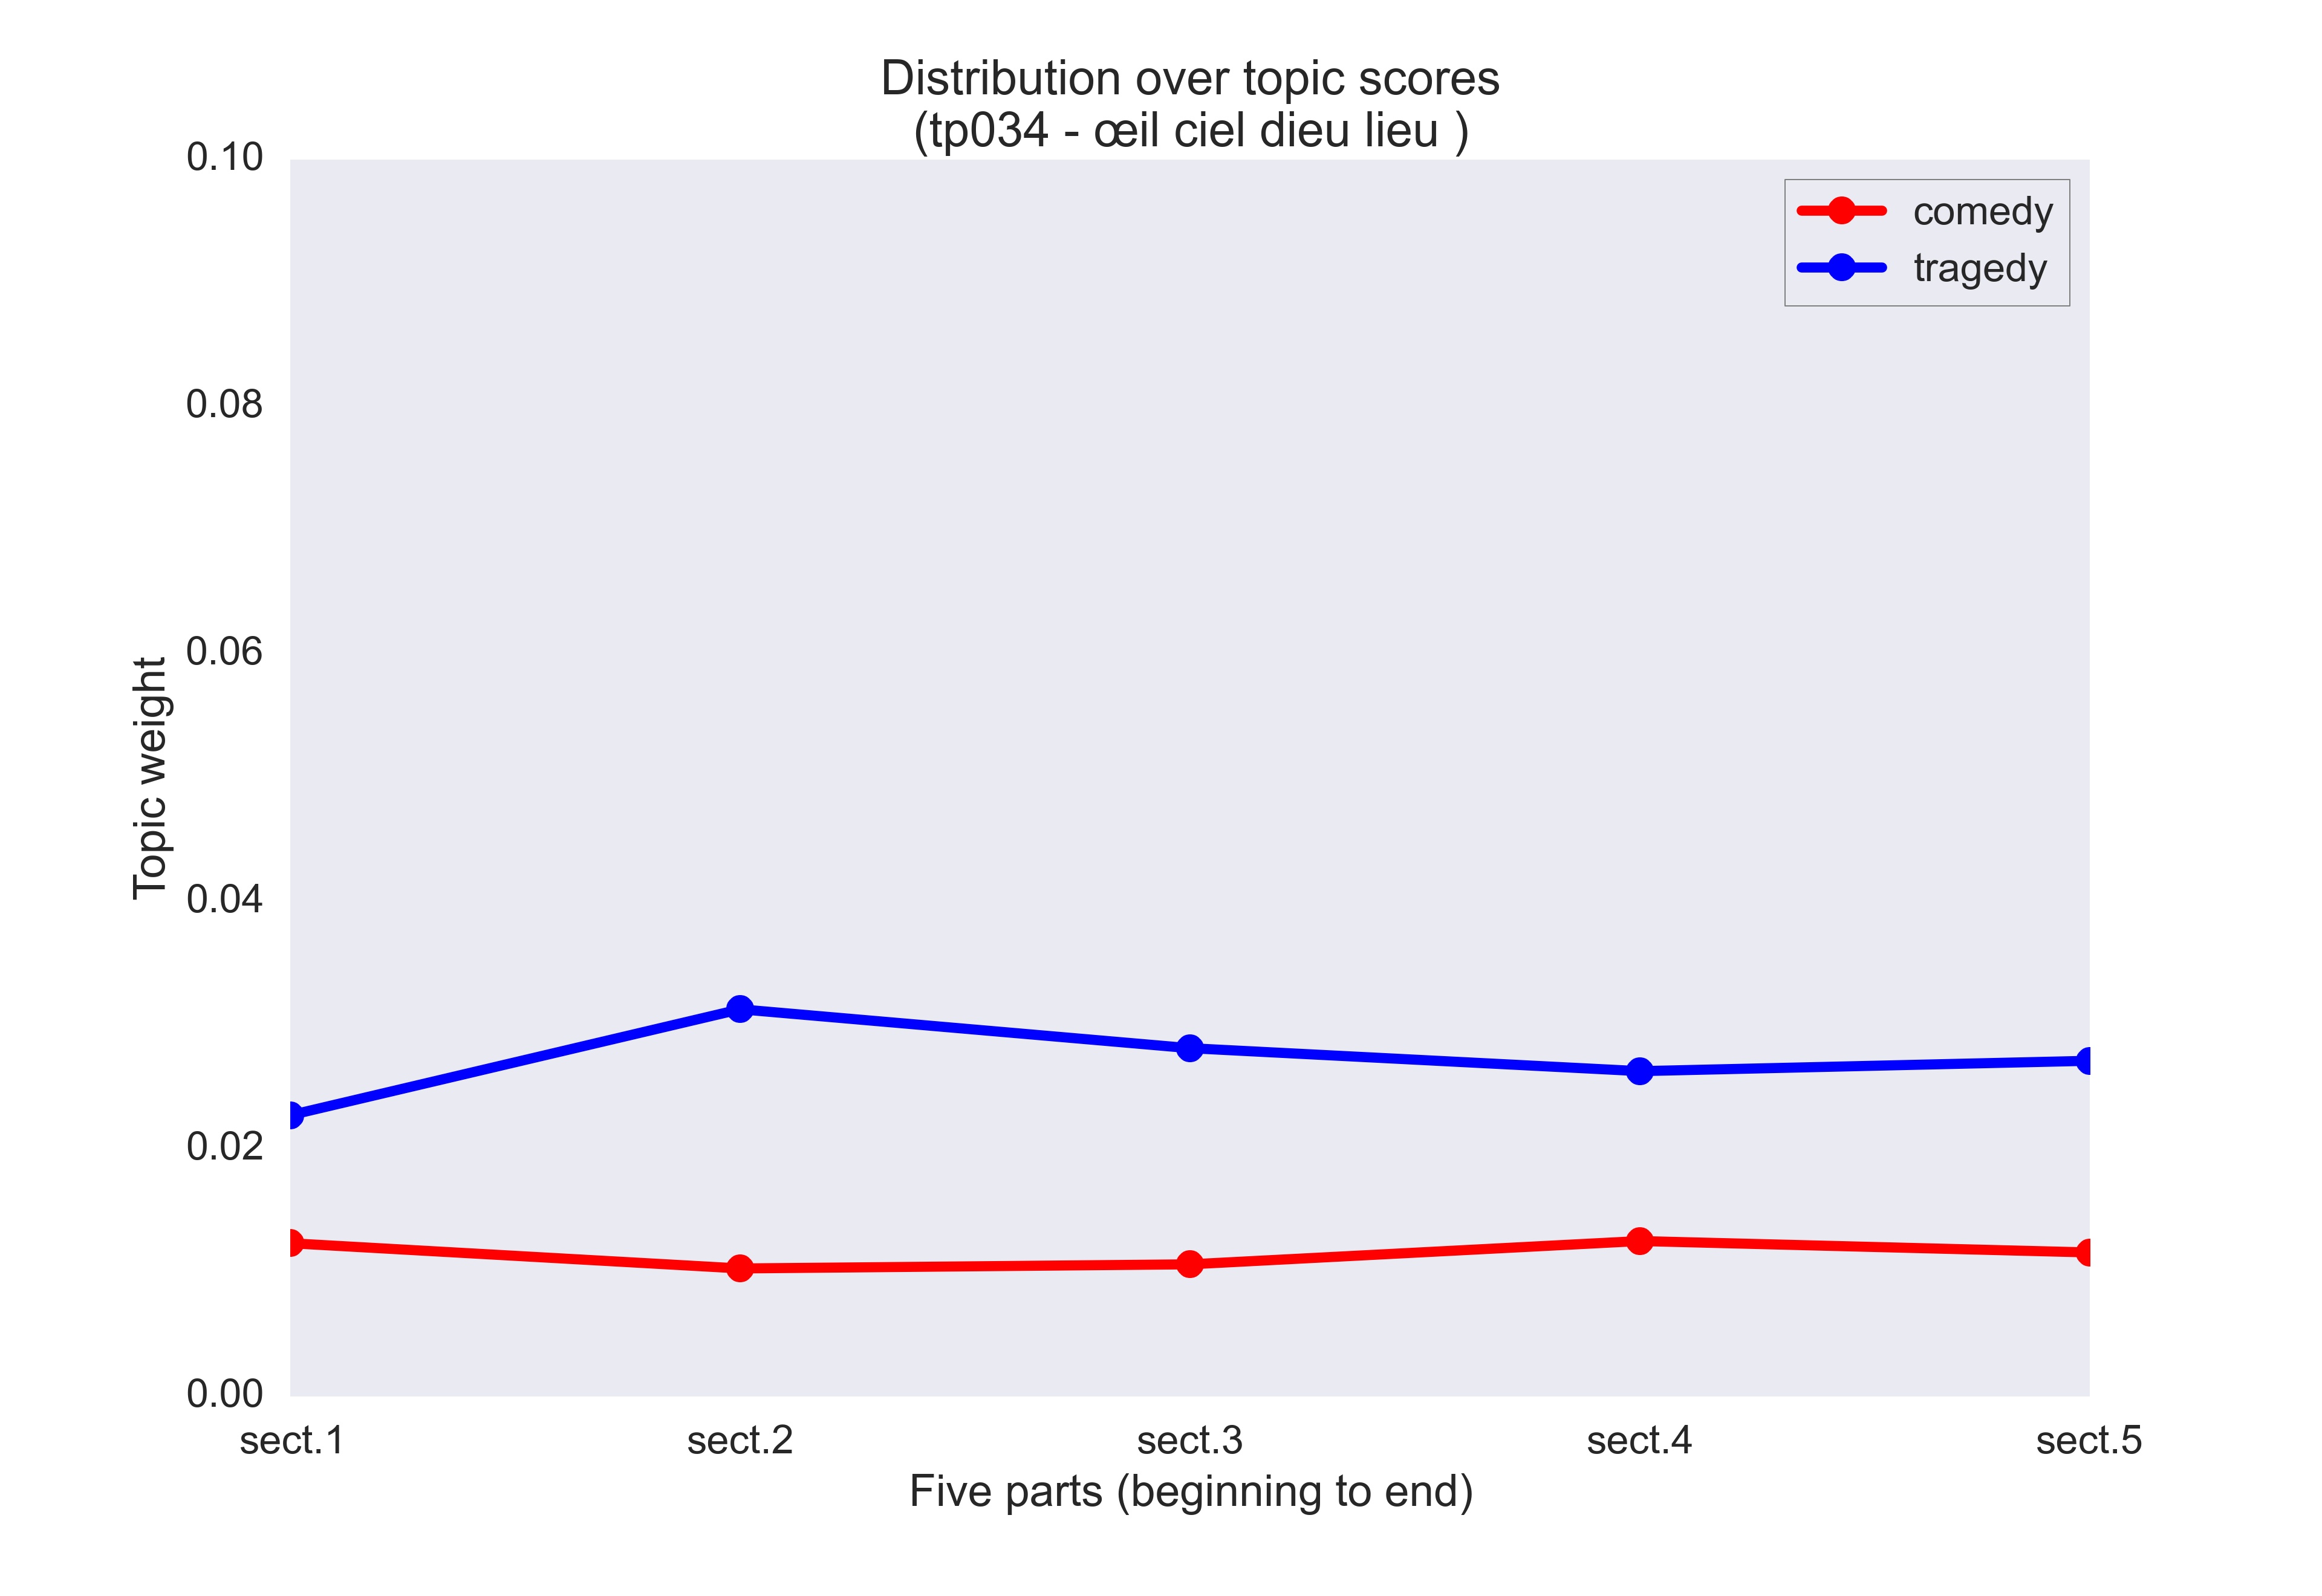 Distribution over topic scores
(tp034 - œil ciel dieu lieu )
0.10
0.08
0.06
0.04
0.02
0.00
Topic weight
comedy
tragedy
sect.1
sect.2
sect.3
sect.4
sect.5
Five parts (beginning to end)